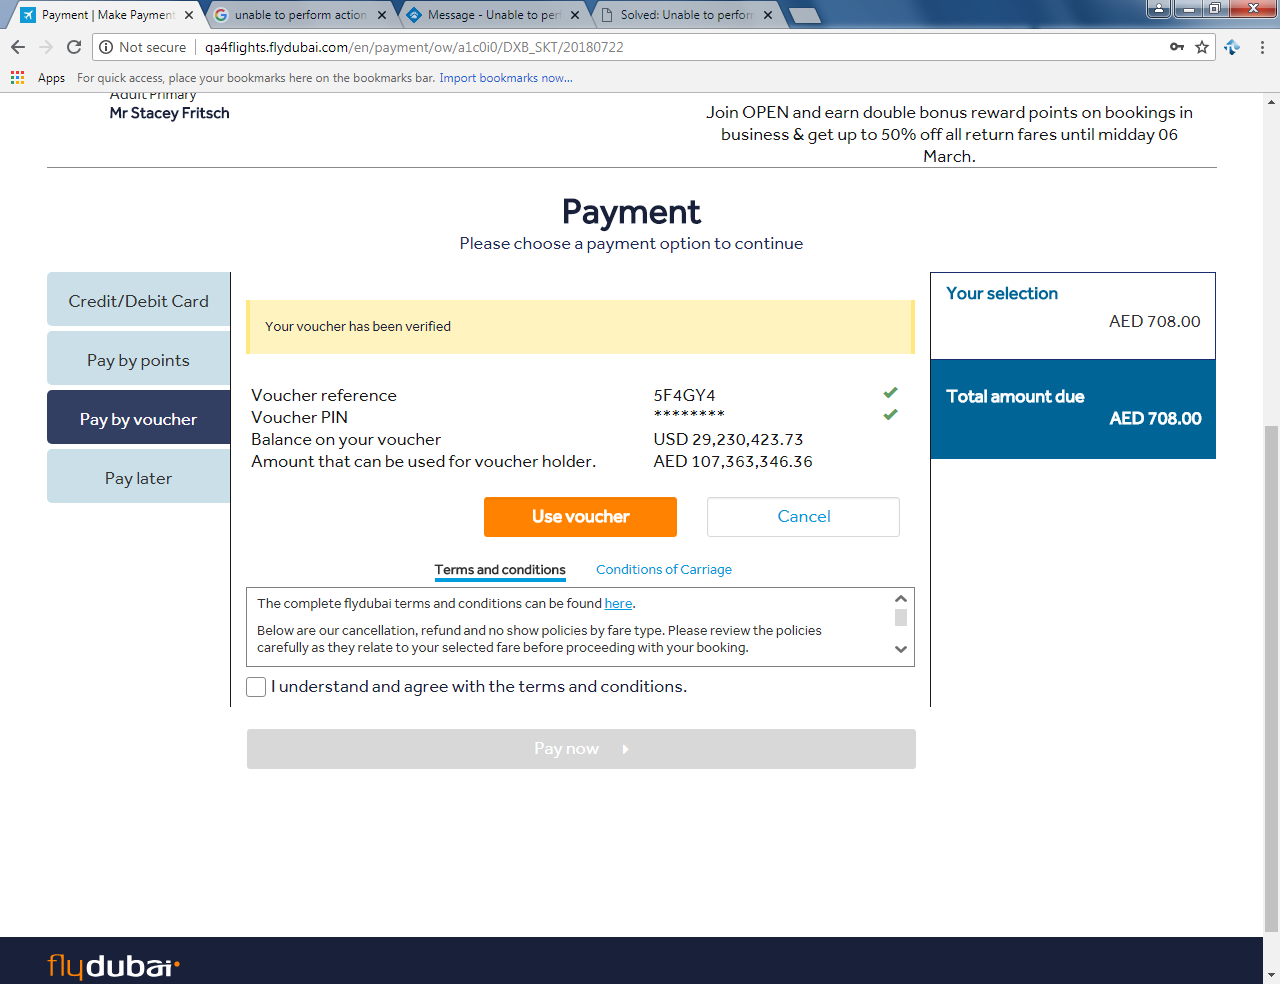 Payment | Make Payment
unable to perform action
Message - Unable to per
Solved: Unable to perform
Not secure
qa4flights.flydubai.com/en/payment/ow/a1c0i0/DXB_SKT/20180722
Apps
For quick access, place your bookmarks here on the bookmarks bar. Import bookmarks now...
Adult Primary
Mr Stacey Fritsch
Join OPEN and earn double bonus reward points on bookings in
business & get up to 50% off all return fares until midday 06
March.
Payment
Please choose a payment option to continue
Credit/Debit Card
Pay by points
Pay by voucher
Pay later
Your voucher has been verified
Voucher reference 5F4GY4
Voucher PIN ********
Balance on your voucher USD 29,230,423.73
Amount that can be used for voucher holder. AED 107,363,346.36
Use voucher
Cancel
Your selection
AED 708.00
Total amount due
AED 708.00
Terms and conditions
Conditions of Carriage
The complete flydubai terms and conditions can be found here.
Below are our cancellation, refund and no show policies by fare type. Please review the policies
carefully as they relate to your selected fare before proceeding with your booking.
I understand and agree with the terms and conditions.
Pay now
flydubai